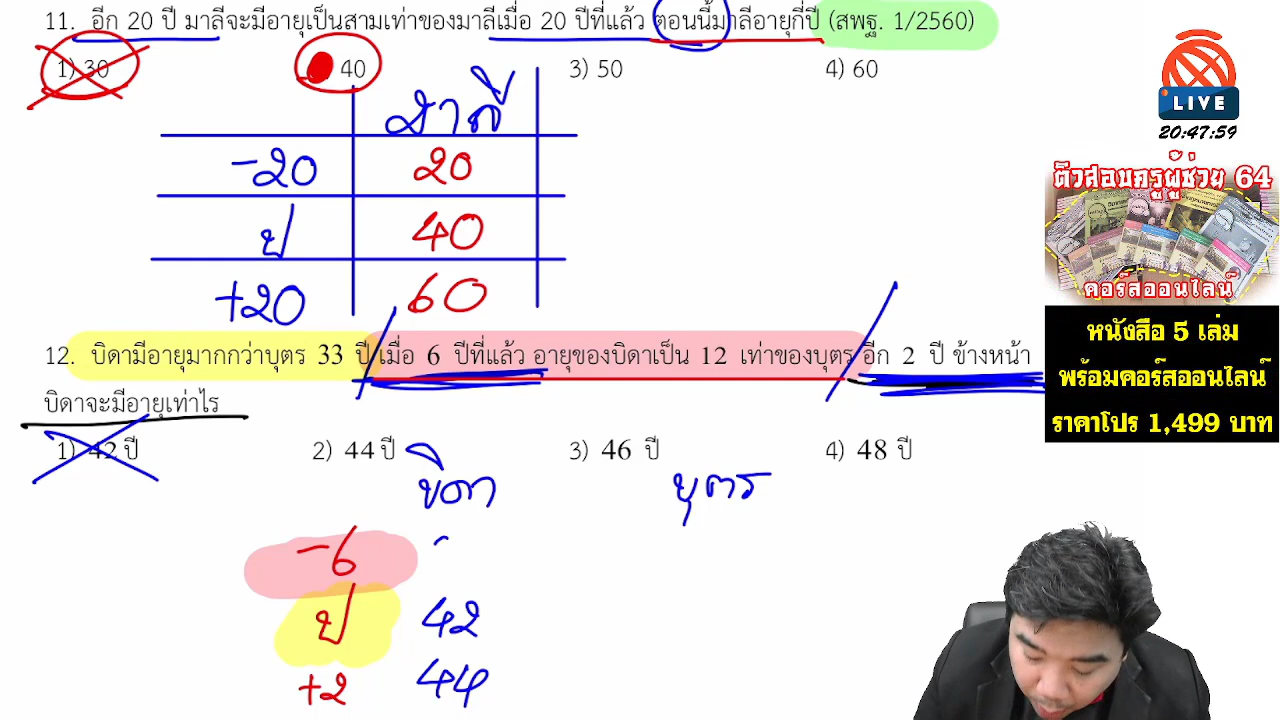 11. อีก 20 ปี มาลีจะมีอายุเป็นสามเท่าของมาลีเมื่อ 20 ปีที่แล้ว ตอนนี้มาลีอายุกี่ปี (สพฐ. 1/2560)
1) 30 40 3) 50 4) 60
LIVE
20:47:59
มาลี
-20 20
ป 40
+20 60
ติวสอบครูผู้ช่วย 64
คอร์สออนไลน์
หนังสือ 5 เล่ม
พร้อมคอร์สออนไลน์
ราคาโปร 1,499 บาท
12. บิดามีอายุมากกว่าบุตร 33 ปี เมื่อ 6 ปีที่แล้ว อายุของบิดาเป็น 12 เท่าของบุตร อีก 2 ปี ข้างหน้า
บิดาจะมีอายุเท่าไร
1) 42 ปี 2) 44 ปี 3) 46 ปี 4) 48 ปี
บิดา บุตร
-6
ป 42
+2 44